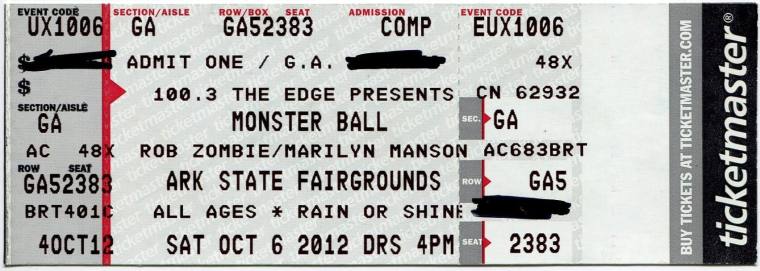 EVENT CODE SECTION/AISLE ROW/BOX SEAT ADMISSION EVENT CODE
UX1006 GA GA52383 COMP EUX1006
$ ADMIT ONE / G.A. 48X
$ 100.3 THE EDGE PRESENTS CN 62932
SECTION/AISLE
GA MONSTER BALL SEC. GA
AC 48X ROB ZOMBIE/MARILYN MANSON AC683BRT
ROW SEAT
GA52383 ARK STATE FAIRGROUNDS ROW GA5
BRT401C ALL AGES * RAIN OR SHINE
4OCT12 SAT OCT 6 2012 DRS 4PM SEAT 2383
BUY TICKETS AT TICKETMASTER.COM
ticketmaster®